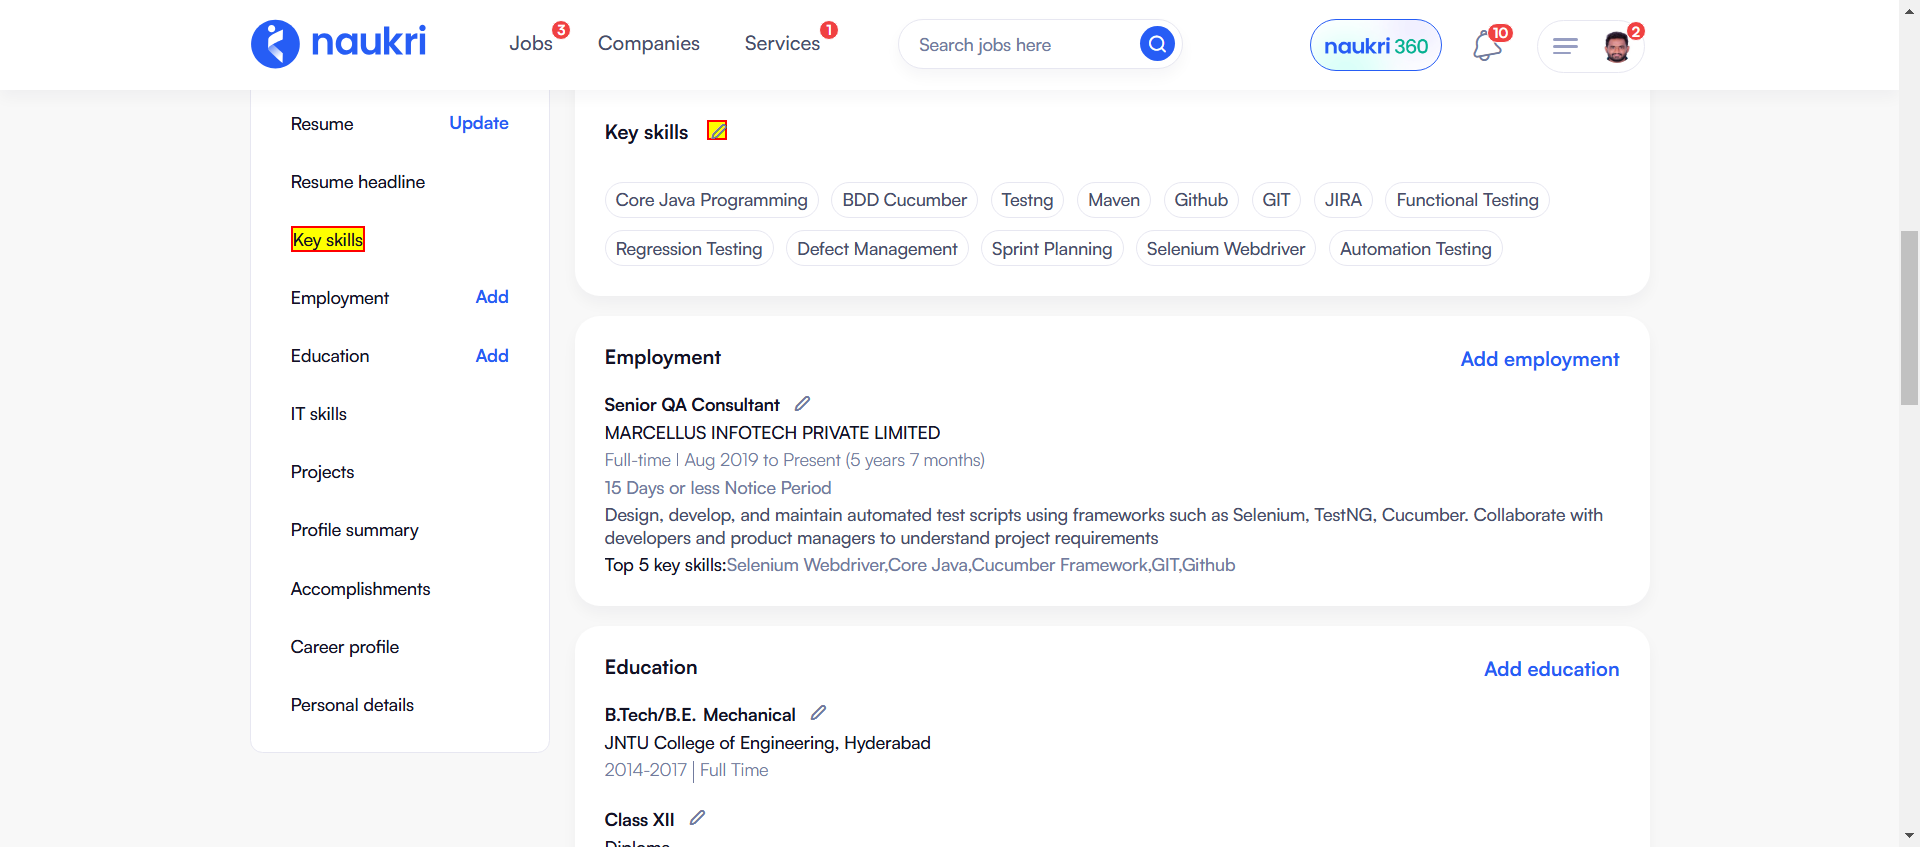 naukri
Jobs 3
Companies
Services 1
Search jobs here
naukri 360
10
2
Resume Update
Resume headline
Key skills
Employment Add
Education Add
IT skills
Projects
Profile summary
Accomplishments
Career profile
Personal details
Key skills
Core Java Programming BDD Cucumber Testng Maven Github GIT JIRA Functional Testing
Regression Testing Defect Management Sprint Planning Selenium Webdriver Automation Testing
Employment Add employment
Senior QA Consultant
MARCELLUS INFOTECH PRIVATE LIMITED
Full-time | Aug 2019 to Present (5 years 7 months)
15 Days or less Notice Period
Design, develop, and maintain automated test scripts using frameworks such as Selenium, TestNG, Cucumber. Collaborate with
developers and product managers to understand project requirements
Top 5 key skills:Selenium Webdriver,Core Java,Cucumber Framework,GIT,Github
Education Add education
B.Tech/B.E. Mechanical
JNTU College of Engineering, Hyderabad
2014-2017 | Full Time
Class XII
Diploma